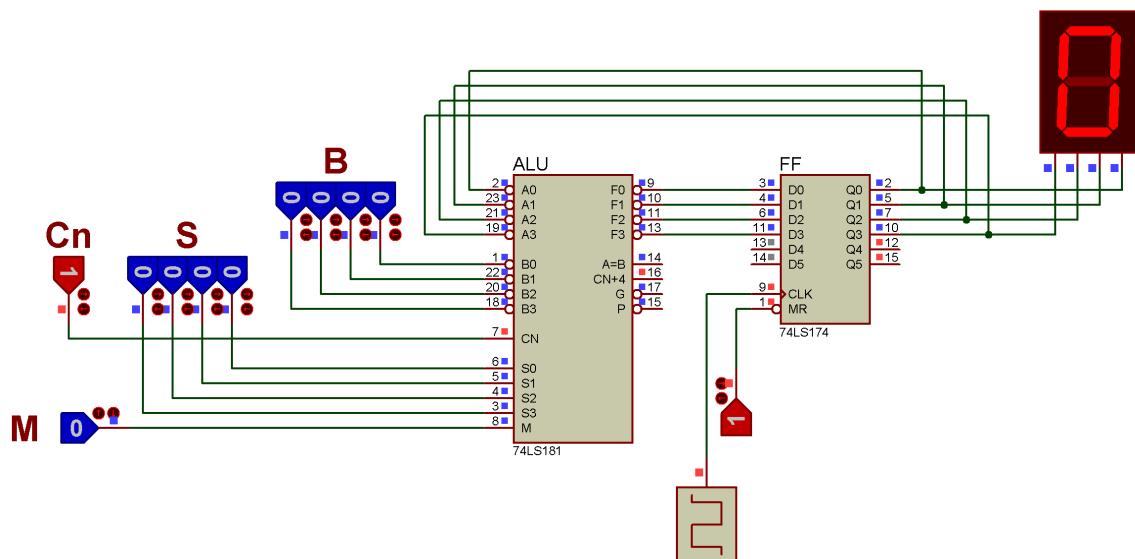 ALU
FF
B
Cn
S
M
0 0 0 0
1
0 0 0 0
0
1
0
2 A0 F0 9
23 A1 F1 10
21 A2 F2 11
19 A3 F3 13
1 B0 A=B 14
22 B1 CN+4 16
20 B2 G 17
18 B3 P 15
7 CN
6 S0
5 S1
4 S2
3 S3
8 M
74LS181
3 D0 Q0 2
4 D1 Q1 5
6 D2 Q2 7
11 D3 Q3 10
13 D4 Q4 12
14 D5 Q5 15
9 CLK
1 MR
74LS174